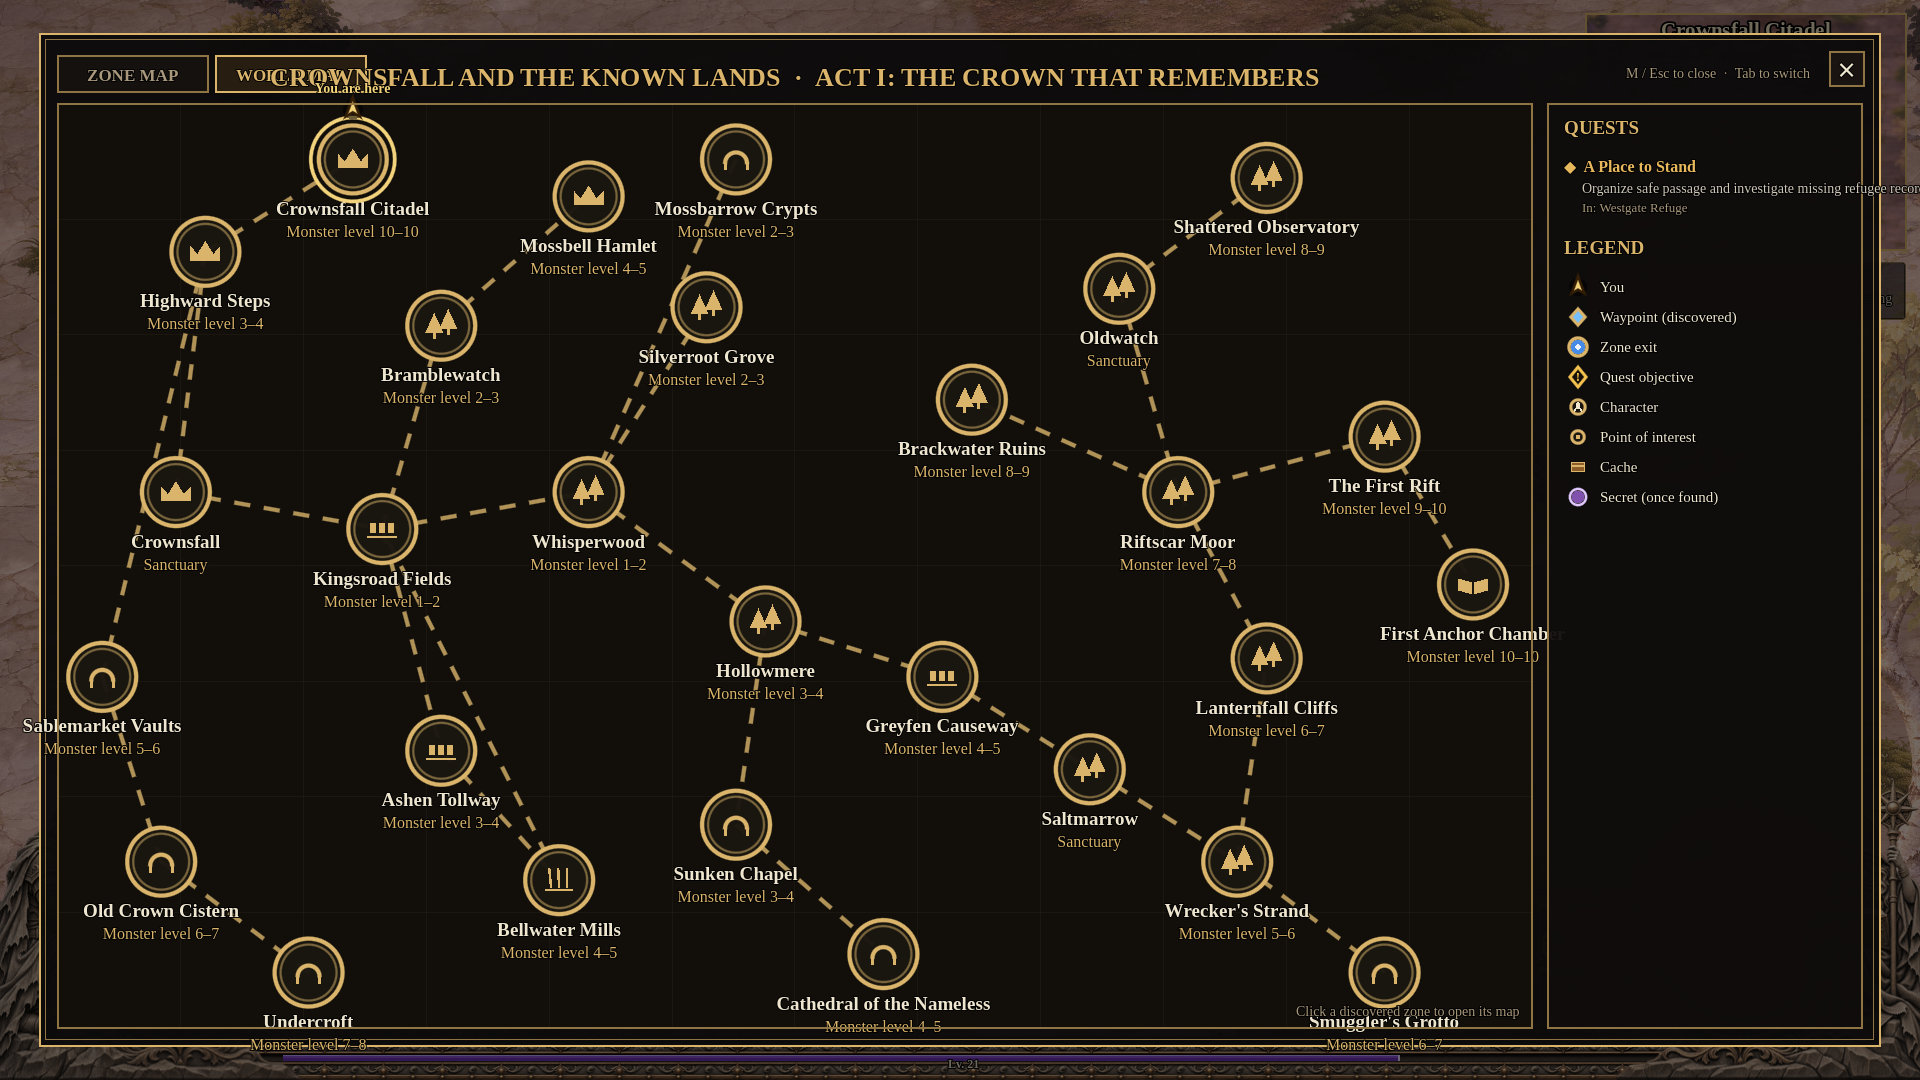 Crownsfall Citadel
ZONE MAP
CROWNSFALL AND THE KNOWN LANDS · ACT I: THE CROWN THAT REMEMBERS
M / Esc to close · Tab to switch
You are here
Crownsfall Citadel
Monster level 10–10
Mossbell Hamlet
Monster level 4–5
Mossbarrow Crypts
Monster level 2–3
Shattered Observatory
Monster level 8–9
Highward Steps
Monster level 3–4
Bramblewatch
Monster level 2–3
Silverroot Grove
Monster level 2–3
Oldwatch
Sanctuary
Brackwater Ruins
Monster level 8–9
The First Rift
Monster level 9–10
Crownsfall
Sanctuary
Kingsroad Fields
Monster level 1–2
Whisperwood
Monster level 1–2
Riftscar Moor
Monster level 7–8
First Anchor Chamber
Monster level 10–10
Hollowmere
Monster level 3–4
Sablemarket Vaults
Monster level 5–6
Greyfen Causeway
Monster level 4–5
Lanternfall Cliffs
Monster level 6–7
Ashen Tollway
Monster level 3–4
Saltmarrow
Sanctuary
Sunken Chapel
Monster level 3–4
Old Crown Cistern
Monster level 6–7
Bellwater Mills
Monster level 4–5
Wrecker's Strand
Monster level 5–6
Undercroft
Monster level 7–8
Cathedral of the Nameless
Monster level 4–5
Click a discovered zone to open its map
Smuggler's Grotto
Monster level 6–7
QUESTS
A Place to Stand
Organize safe passage and investigate missing refugee
In: Westgate Refuge
LEGEND
You
Waypoint (discovered)
Zone exit
Quest objective
Character
Point of interest
Cache
Secret (once found)
Lv. 21